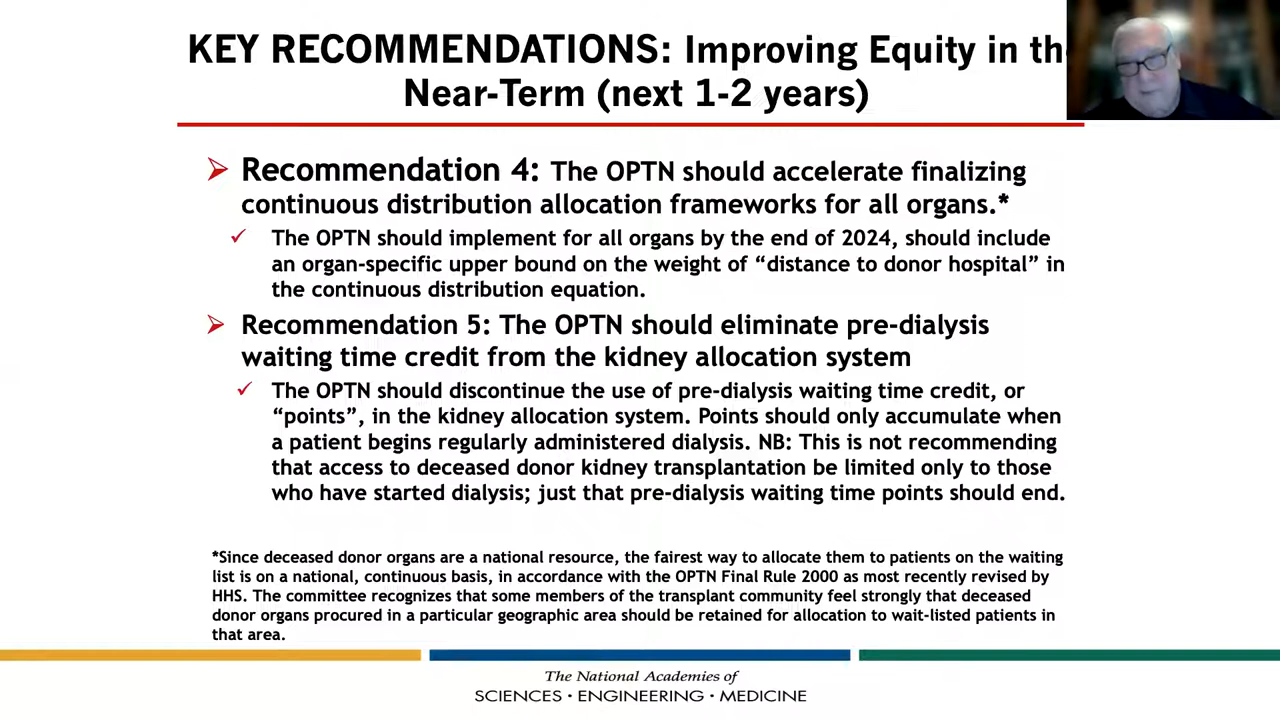 KEY RECOMMENDATIONS: Improving Equity in th
Near-Term (next 1-2 years)
Recommendation 4: The OPTN should accelerate finalizing
continuous distribution allocation frameworks for all organs.*
The OPTN should implement for all organs by the end of 2024, should include
an organ-specific upper bound on the weight of “distance to donor hospital” in
the continuous distribution equation.
Recommendation 5: The OPTN should eliminate pre-dialysis
waiting time credit from the kidney allocation system
The OPTN should discontinue the use of pre-dialysis waiting time credit, or
“points”, in the kidney allocation system. Points should only accumulate when
a patient begins regularly administered dialysis. NB: This is not recommending
that access to deceased donor kidney transplantation be limited only to those
who have started dialysis; just that pre-dialysis waiting time points should end.
*Since deceased donor organs are a national resource, the fairest way to allocate them to patients on the waiting
list is on a national, continuous basis, in accordance with the OPTN Final Rule 2000 as most recently revised by
HHS. The committee recognizes that some members of the transplant community feel strongly that deceased
donor organs procured in a particular geographic area should be retained for allocation to wait-listed patients in
that area.
The National Academies of
SCIENCES · ENGINEERING · MEDICINE